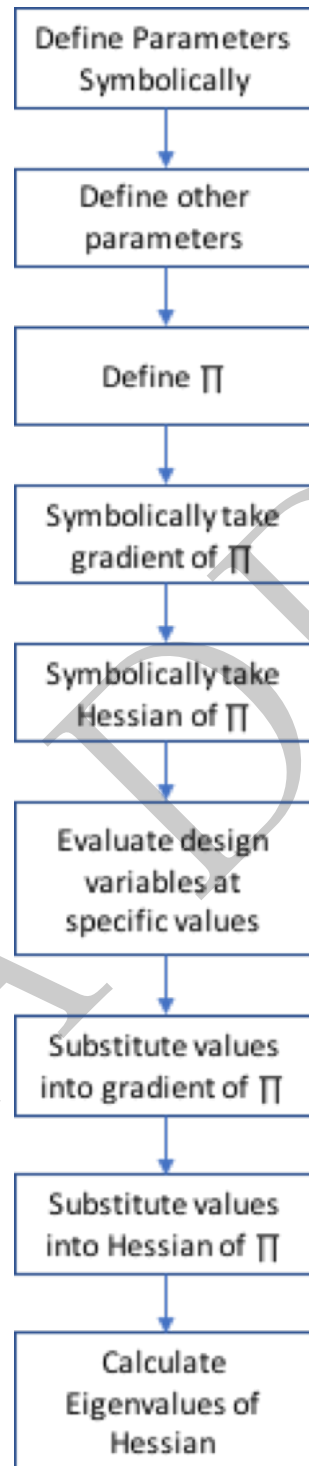 Define Parameters
Symbolically
Define other
parameters
Define ∏
Symbolically take
gradient of ∏
Symbolically take
Hessian of ∏
Evaluate design
variables at
specific values
Substitute values
into gradient of ∏
Substitute values
into Hessian of ∏
Calculate
Eigenvalues of
Hessian